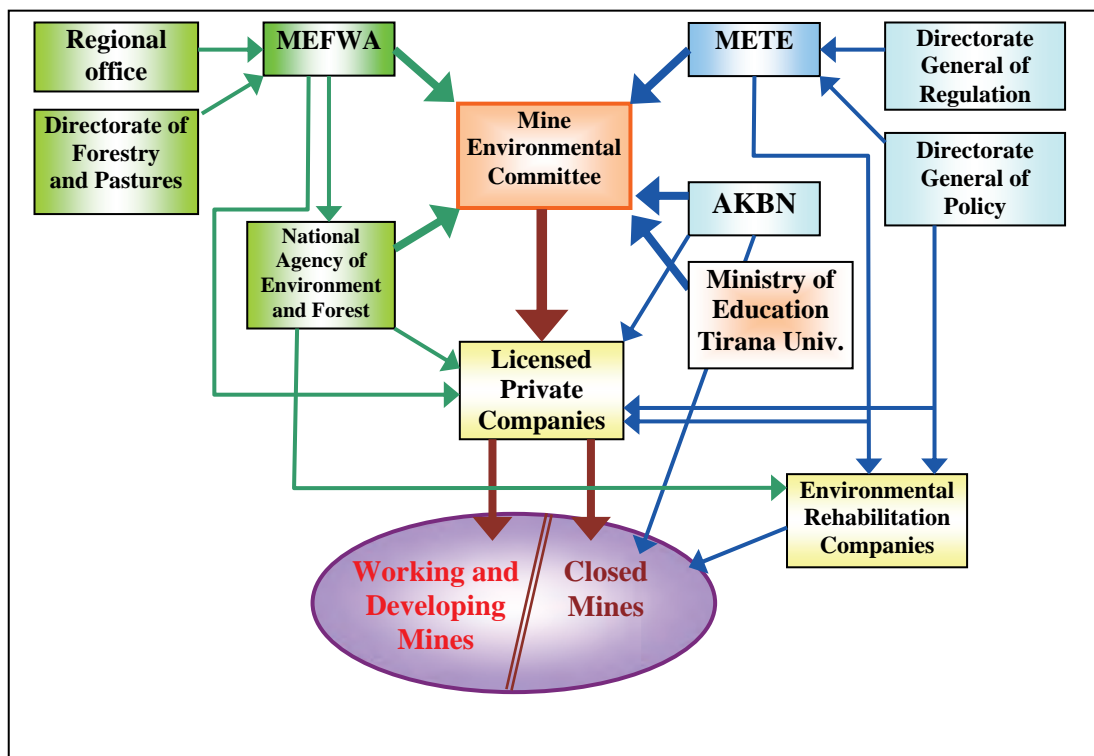 Regional
office
MEFWA
METE
Directorate
General of
Regulation
Directorate of
Forestry
and Pastures
Mine
Environmental
Committee
Directorate
General of
Policy
AKBN
National
Agency of
Environment
and Forest
Ministry of
Education
Tirana Univ.
Licensed
Private
Companies
Environmental
Rehabilitation
Companies
Working and
Developing
Mines
Closed
Mines